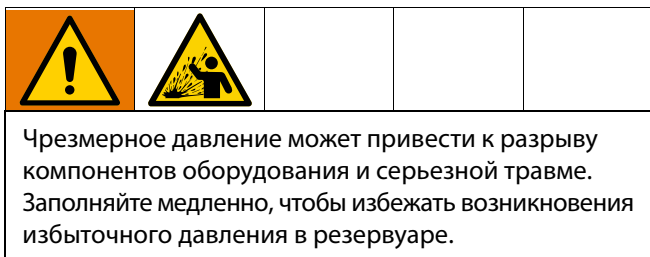 Чрезмерное давление может привести к разрыву
компонентов оборудования и серьезной травме.
Заполняйте медленно, чтобы избежать возникновения
избыточного давления в резервуаре.